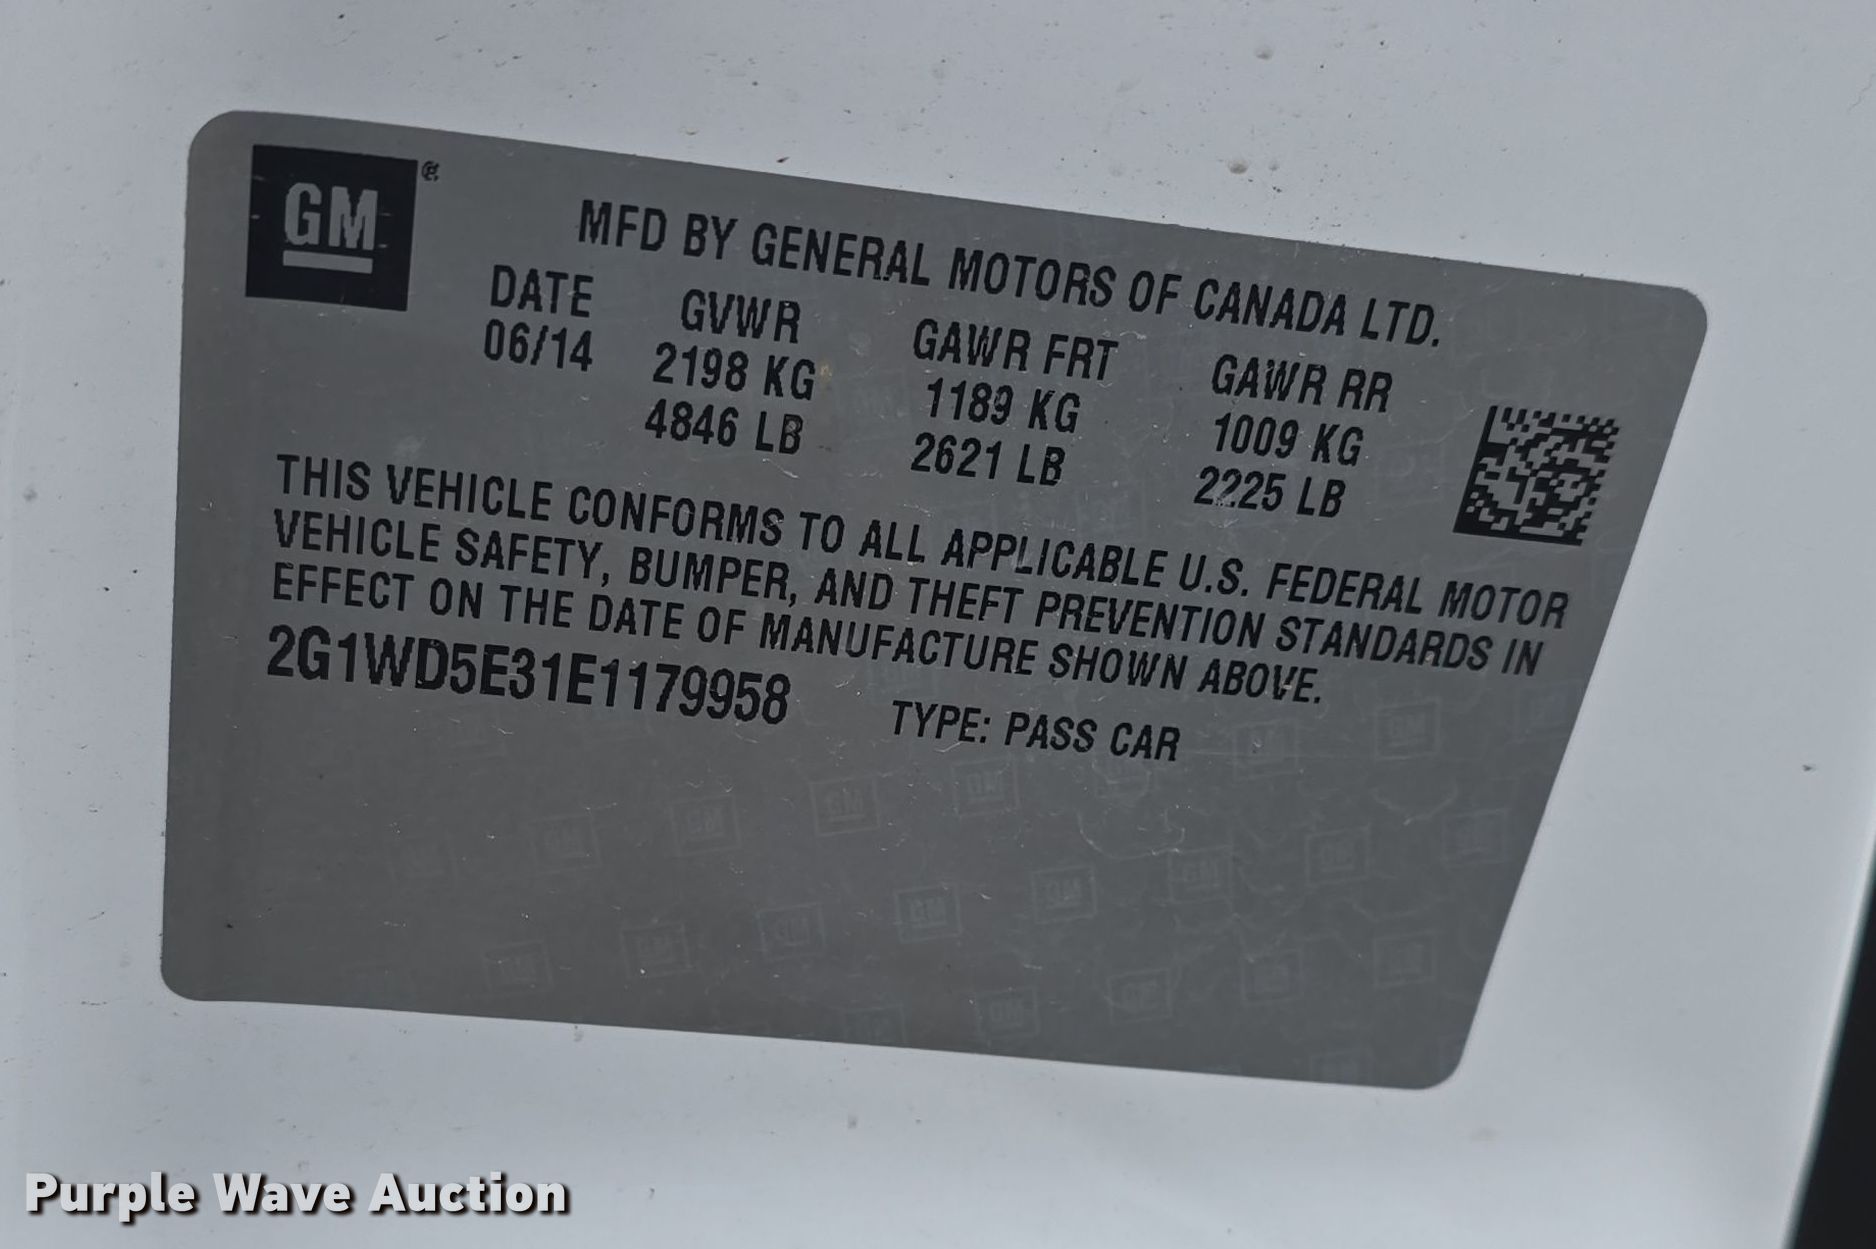 GM®
MFD BY GENERAL MOTORS OF CANADA LTD.
DATE GVWR GAWR FRT GAWR RR
06/14 2198 KG 1189 KG 1009 KG
4846 LB 2621 LB 2225 LB
THIS VEHICLE CONFORMS TO ALL APPLICABLE U.S. FEDERAL MOTOR
VEHICLE SAFETY, BUMPER, AND THEFT PREVENTION STANDARDS IN
EFFECT ON THE DATE OF MANUFACTURE SHOWN ABOVE.
2G1WD5E31E1179958 TYPE: PASS CAR
Purple Wave Auction